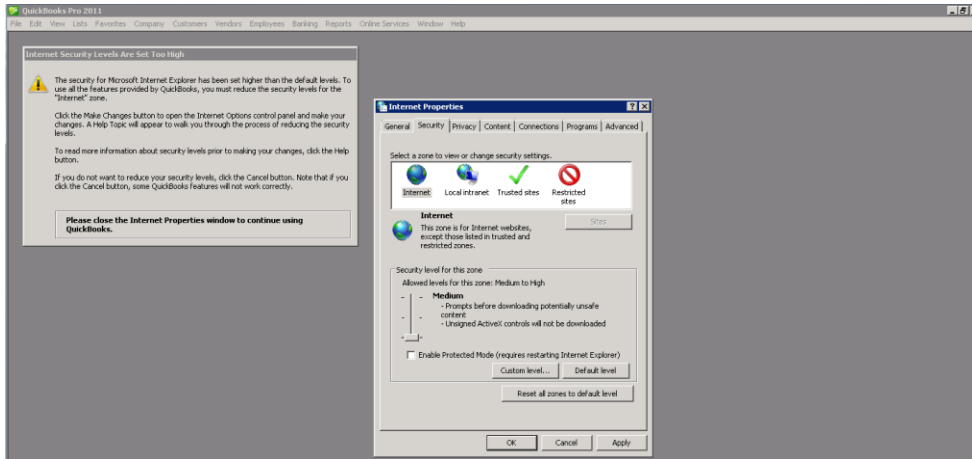 QuickBooks Pro 2011
File Edit View Lists Favorites Company Customers Vendors Employees Banking Reports Online Services Window Help
Internet Security Levels Are Set Too High
The security for Microsoft Internet Explorer has been set higher than the default levels. To
use all the features provided by QuickBooks, you must reduce the security levels for the
"Internet" zone.
Click the Make Changes button to open the Internet Options control panel and make your
changes. A Help Topic will appear to walk you through the process of reducing the security
levels.
To read more information about security levels prior to making your changes, click the Help
button.
If you do not want to reduce your security levels, click the Cancel button. Note that if you
click the Cancel button, some QuickBooks features will not work correctly.
Please close the Internet Properties window to continue using
QuickBooks.
Internet Properties
General Security Privacy Content Connections Programs Advanced
Select a zone to view or change security settings.
Internet Local intranet Trusted sites Restricted
sites
Internet
Sites
This zone is for Internet websites,
except those listed in trusted and
restricted zones.
Security level for this zone
Allowed levels for this zone: Medium to High
Medium
- Prompts before downloading potentially unsafe
content
- Unsigned ActiveX controls will not be downloaded
Enable Protected Mode (requires restarting Internet Explorer)
Custom level... Default level
Reset all zones to default level
OK Cancel Apply